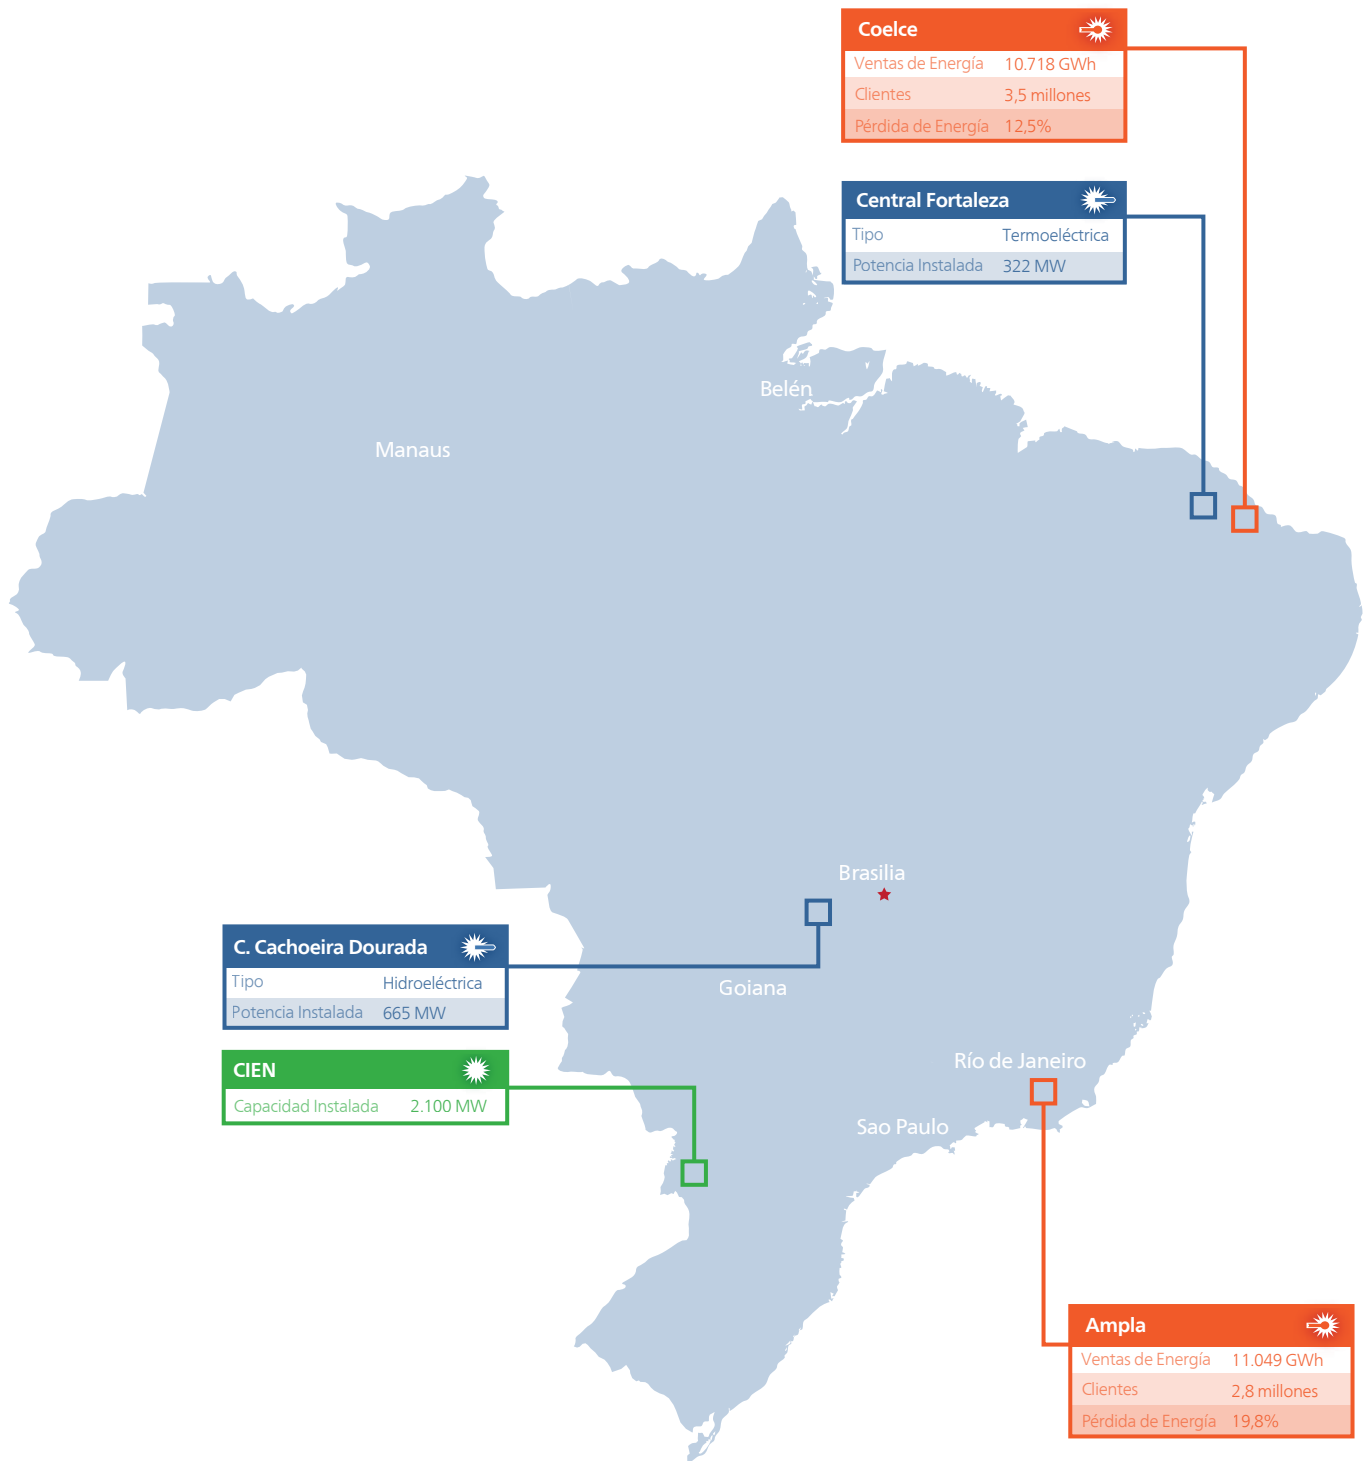 Coelce
Ventas de Energía 10.718 GWh
Clientes 3,5 millones
Pérdida de Energía 12,5%
Central Fortaleza
Tipo Termoeléctrica
Potencia Instalada 322 MW
Belén
Manaus
Brasilia
C. Cachoeira Dourada
Tipo Hidroeléctrica
Potencia Instalada 665 MW
Goiana
CIEN
Capacidad Instalada 2.100 MW
Río de Janeiro
Sao Paulo
Ampla
Ventas de Energía 11.049 GWh
Clientes 2,8 millones
Pérdida de Energía 19,8%